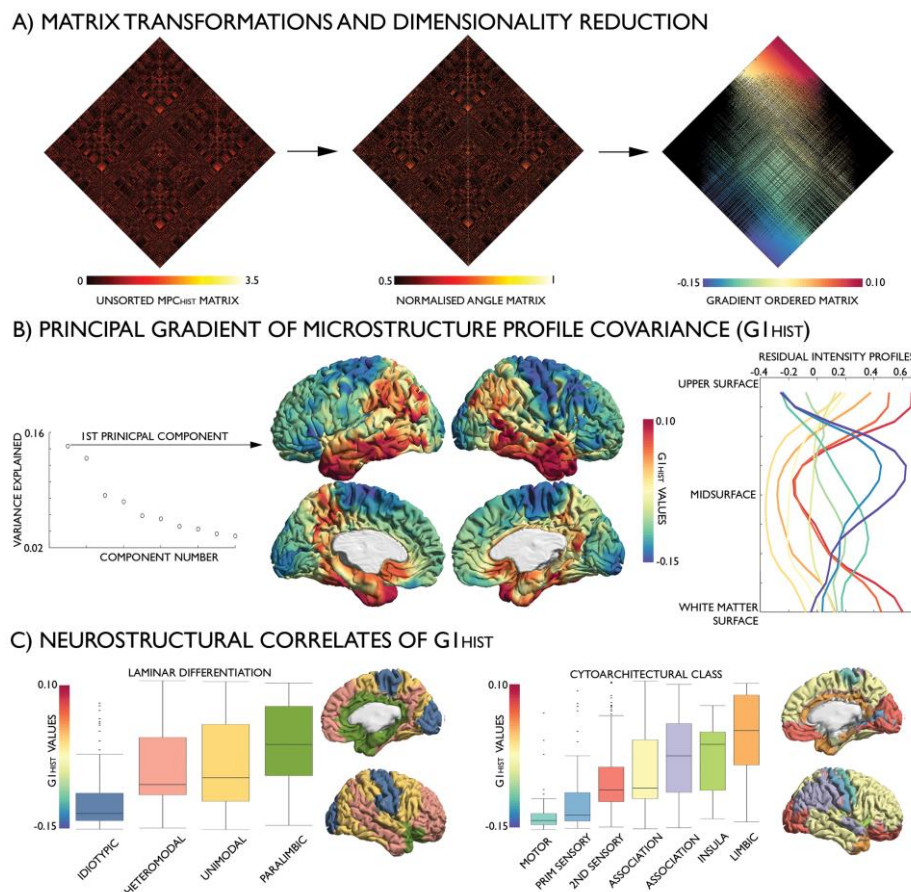 A) MATRIX TRANSFORMATIONS AND DIMENSIONALITY REDUCTION
0 3.5
UNSORTED MPCHIST MATRIX
0.5 1
NORMALISED ANGLE MATRIX
-0.15 0.10
GRADIENT ORDERED MATRIX
B) PRINCIPAL GRADIENT OF MICROSTRUCTURE PROFILE COVARIANCE (G1HIST)
VARIANCE EXPLAINED
0.16
0.02
1ST PRINICPAL COMPONENT
COMPONENT NUMBER
0.10
G1HIST VALUES
-0.15
RESIDUAL INTENSITY PROFILES
-0.4 -0.2 0 0.2 0.4 0.6
UPPER SURFACE
MIDSURFACE
WHITE MATTER
SURFACE
C) NEUROSTRUCTURAL CORRELATES OF G1HIST
LAMINAR DIFFERENTIATION
0.10
G1HIST VALUES
-0.15
IDIOTYPIC
HETEROMODAL
UNIMODAL
PARALIMBIC
CYTOARCHITECTURAL CLASS
0.10
G1HIST VALUES
-0.15
MOTOR
PRIM SENSORY
2ND SENSORY
ASSOCIATION
ASSOCIATION
INSULA
LIMBIC